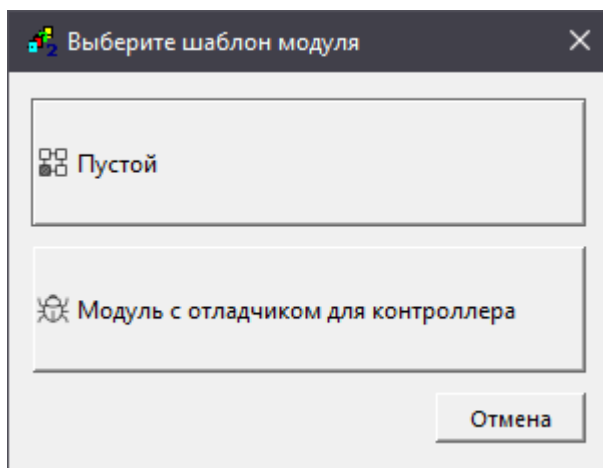 Выберите шаблон модуля
Пустой
Модуль с отладчиком для контроллера
Отмена